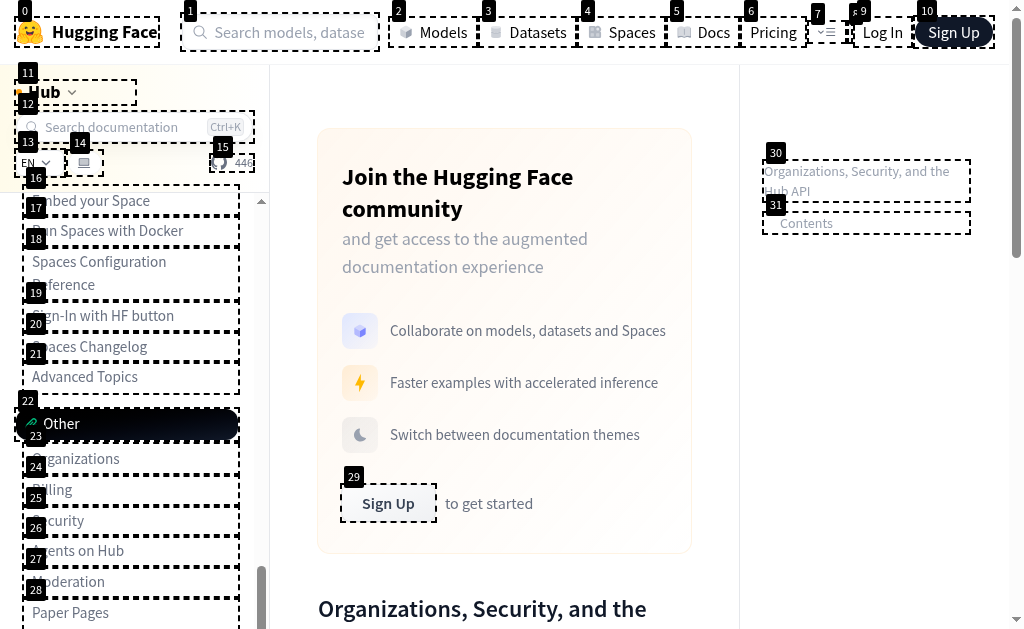 0
1
2
3
4
5
6
7
9
10
Hugging Face
Search models, datase
Models
Datasets
Spaces
Docs
Pricing
Log In
Sign Up
11
Hub
12
Search documentation
Ctrl+K
13
14
15
EN
446
16
Embed your Space
17
Run Spaces with Docker
18
Spaces Configuration
Reference
19
Sign-In with HF button
20
Spaces Changelog
21
Advanced Topics
22
Other
23
Organizations
24
Billing
25
Security
26
Agents on Hub
27
Moderation
28
Paper Pages
Join the Hugging Face
community
and get access to the augmented
documentation experience
Collaborate on models, datasets and Spaces
Faster examples with accelerated inference
Switch between documentation themes
29
Sign Up
to get started
Organizations, Security, and the
30
Organizations, Security, and the
Hub API
31
Contents